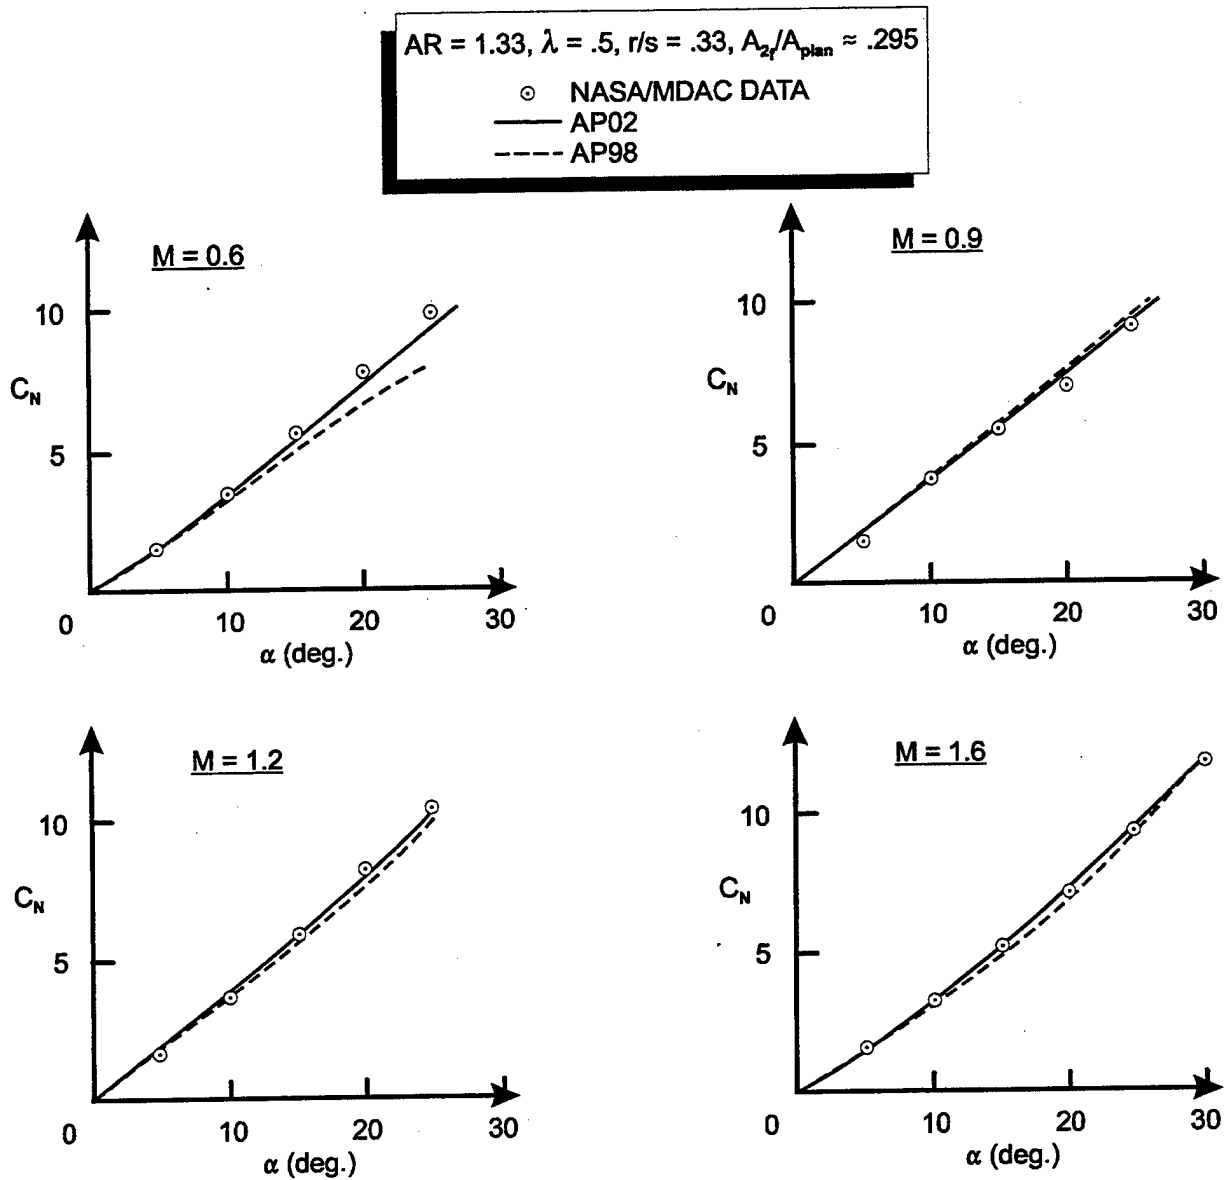 AR = 1.33, λ = .5, r/s = .33, A2f/Aplan ≈ .295
NASA/MDAC DATA
AP02
AP98
M = 0.6
10
CN
5
0
10
20
30
α (deg.)
M = 0.9
10
CN
5
0
10
20
30
α (deg.)
M = 1.2
10
CN
5
0
10
20
30
α (deg.)
M = 1.6
10
CN
5
0
10
20
30
α (deg.)